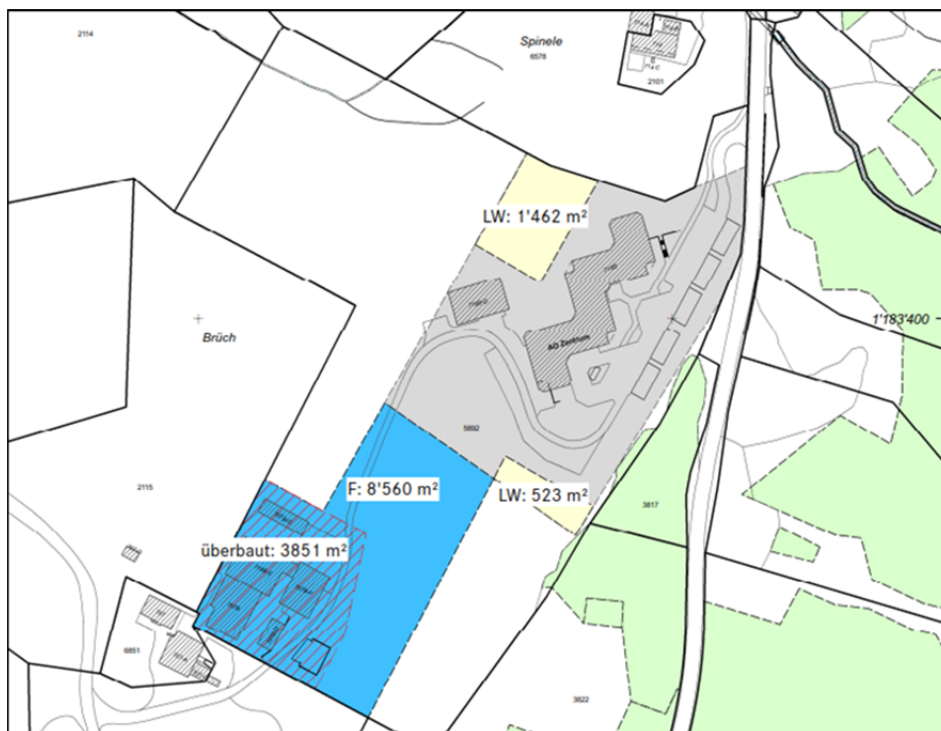 2114
Spinele
6578
2101
LW: 1'462 m²
1'183'400
Brüch
AO Zentrum
5892
F: 8'560 m²
LW: 523 m²
2115
3817
überbaut: 3851 m²
6851
3822